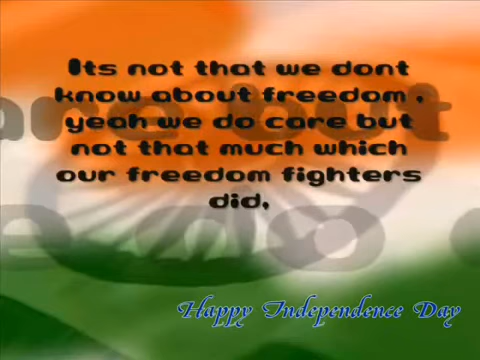 Its not that we dont
know about freedom ,
yeah we do care but
not that much which
our freedom fighters
did.
Happy Independence Day